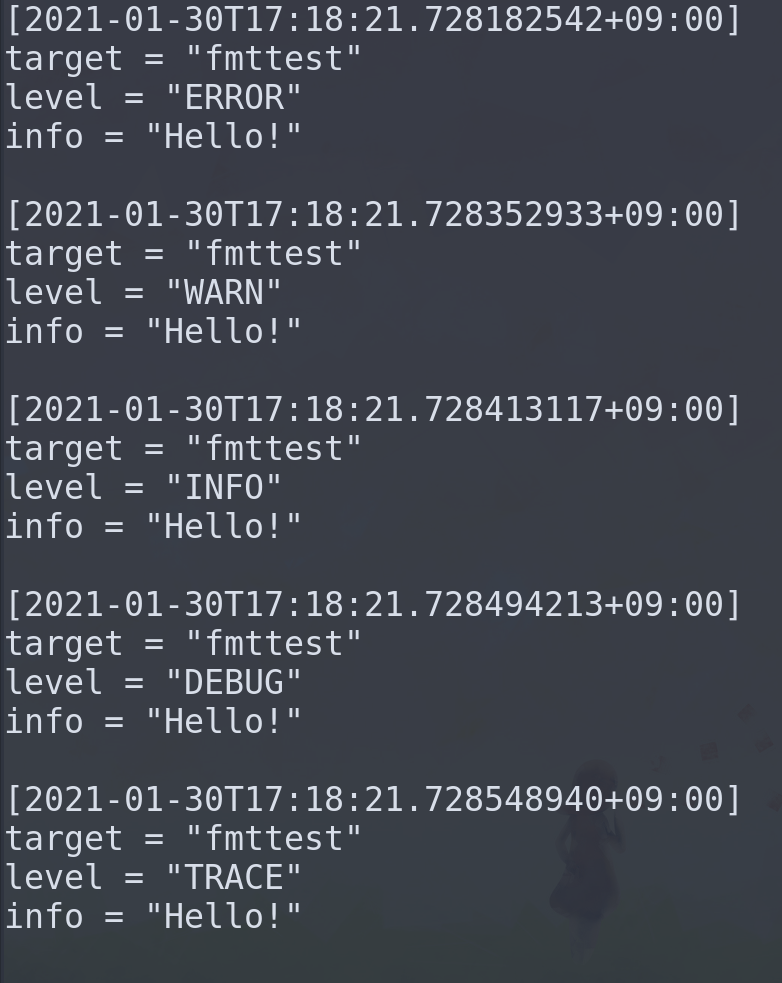 [2021-01-30T17:18:21.728182542+09:00]
target = "fmttest"
level = "ERROR"
info = "Hello!"
[2021-01-30T17:18:21.728352933+09:00]
target = "fmttest"
level = "WARN"
info = "Hello!"
[2021-01-30T17:18:21.728413117+09:00]
target = "fmttest"
level = "INFO"
info = "Hello!"
[2021-01-30T17:18:21.728494213+09:00]
target = "fmttest"
level = "DEBUG"
info = "Hello!"
[2021-01-30T17:18:21.728548940+09:00]
target = "fmttest"
level = "TRACE"
info = "Hello!"